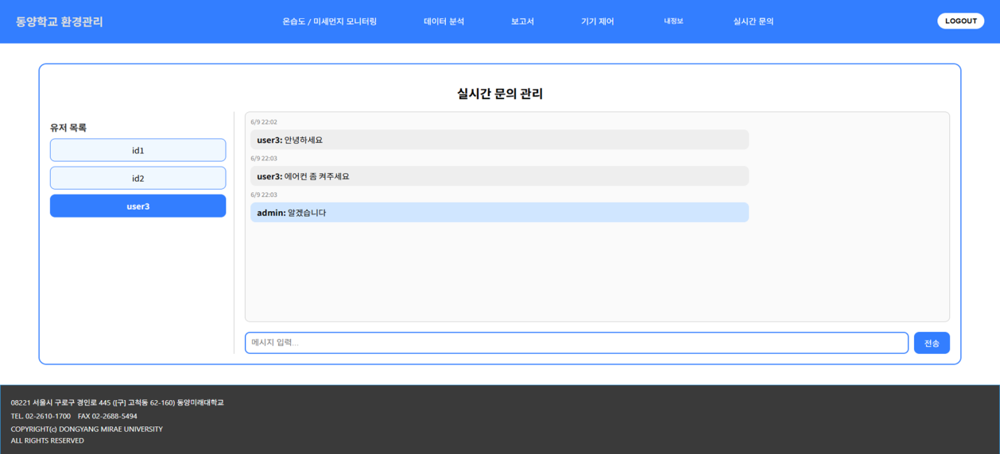 동양학교 환경관리
온습도 / 미세먼지 모니터링 데이터 분석 보고서 기기 제어 내정보 실시간 문의 LOGOUT
실시간 문의 관리
유저 목록
id1
id2
user3
6/9 22:02
user3: 안녕하세요
6/9 22:03
user3: 에어컨 좀 켜주세요
6/9 22:03
admin: 알겠습니다
메시지 입력...
전송
08221 서울시 구로구 경인로 445 ([구] 고척동 62-160) 동양미래대학교
TEL. 02-2610-1700 FAX 02-2688-5494
COPYRIGHT(c) DONGYANG MIRAE UNIVERSITY
ALL RIGHTS RESERVED